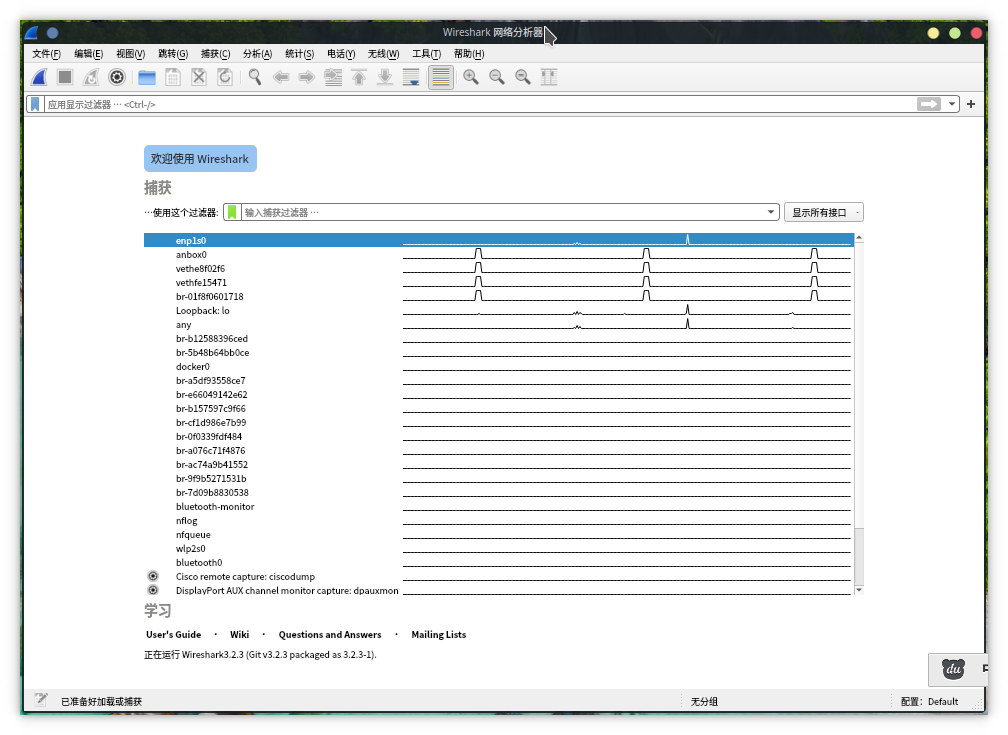 Wireshark 网络分析器
文件(F) 编辑(E) 视图(V) 跳转(G) 捕获(C) 分析(A) 统计(S) 电话(Y) 无线(W) 工具(T) 帮助(H)
应用显示过滤器 … <Ctrl-/>
欢迎使用 Wireshark
捕获
…使用这个过滤器: 输入捕获过滤器 … 显示所有接口
enp1s0
anbox0
vethe8f02f6
vethfe15471
br-01f8f0601718
Loopback: lo
any
br-b12588396ced
br-5b48b64bb0ce
docker0
br-a5df93558ce7
br-e66049142e62
br-b157597c9f66
br-cf1d986e7b99
br-0f0339fdf484
br-a076c71f4876
br-ac74a9b41552
br-9f9b5271531b
br-7d09b8830538
bluetooth-monitor
nflog
nfqueue
wlp2s0
bluetooth0
Cisco remote capture: ciscodump
DisplayPort AUX channel monitor capture: dpauxmon
学习
User's Guide · Wiki · Questions and Answers · Mailing Lists
正在运行 Wireshark3.2.3 (Git v3.2.3 packaged as 3.2.3-1).
du
已准备好加载或捕获 无分组 配置: Default